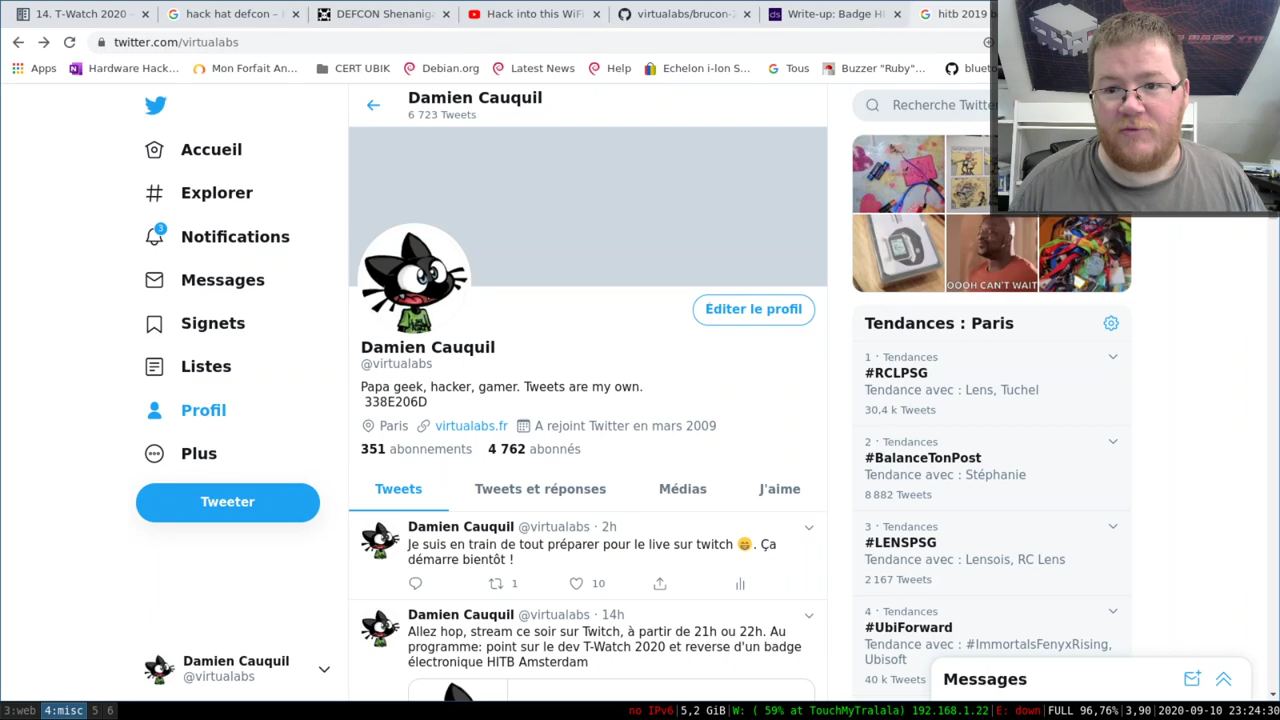 14. T-Watch 2020 –
hack hat defcon –
DEFCON Shenaniga
Hack into this WiFi
virtualabs/brucon-2
Write-up: Badge HI
hitb 2019 b
twitter.com/virtualabs
Apps
Hardware Hack...
Mon Forfait An...
CERT UBIK
Debian.org
Latest News
Help
Echelon i-Ion S...
Tous
Buzzer "Ruby"...
Accueil
Explorer
3
Notifications
Messages
Signets
Listes
Profil
Plus
Tweeter
Damien Cauquil
@virtualabs
Damien Cauquil
6 723 Tweets
Éditer le profil
Damien Cauquil
@virtualabs
Papa geek, hacker, gamer. Tweets are my own.
338E206D
Paris virtualabs.fr A rejoint Twitter en mars 2009
351 abonnements 4 762 abonnés
Tweets Tweets et réponses Médias J'aime
Damien Cauquil @virtualabs · 2h
Je suis en train de tout préparer pour le live sur twitch 😁. Ça
démarre bientôt !
1 10
Damien Cauquil @virtualabs · 14h
Allez hop, stream ce soir sur Twitch, à partir de 21h ou 22h. Au
programme: point sur le dev T-Watch 2020 et reverse d'un badge
électronique HITB Amsterdam
Recherche Twitte
OOOH CAN'T WAIT
Tendances : Paris
1 · Tendances
#RCLPSG
Tendance avec : Lens, Tuchel
30,4 k Tweets
2 · Tendances
#BalanceTonPost
Tendance avec : Stéphanie
8 882 Tweets
3 · Tendances
#LENSPSG
Tendance avec : Lensois, RC Lens
2 167 Tweets
4 · Tendances
#UbiForward
Tendance avec : #ImmortalsFenyxRising,
Ubisoft
40 k Tweets
Messages
3:web 4:misc 5 6
no IPv6|5,2 GiB|W: ( 59% at TouchMyTralala) 192.168.1.22|E: down|FULL 96,76%|3,90|2020-09-10 23:24:30